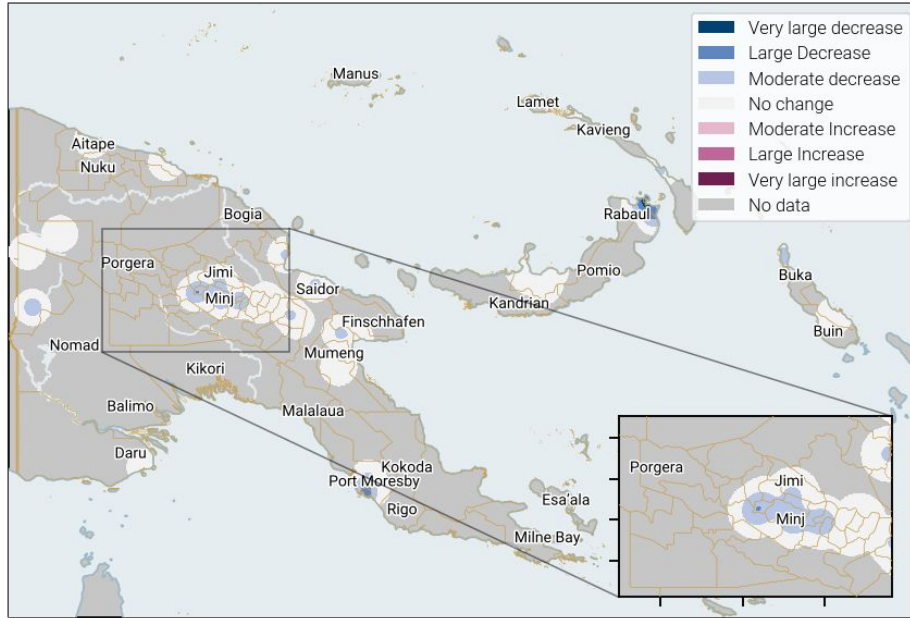 Very large decrease
Large Decrease
Moderate decrease
No change
Moderate Increase
Large Increase
Very large increase
No data
Manus
Lamet
Kavieng
Aitape
Nuku
Rabaul
Bogia
Porgera
Jimi
Pomio
Buka
Saidor
Minj
Kandrian
Finschhafen
Buin
Nomad
Mumeng
Kikori
Balimo
Malalaua
Daru
Kokoda
Port Moresby
Rigo
Esa'ala
Milne Bay
Porgera
Jimi
Minj